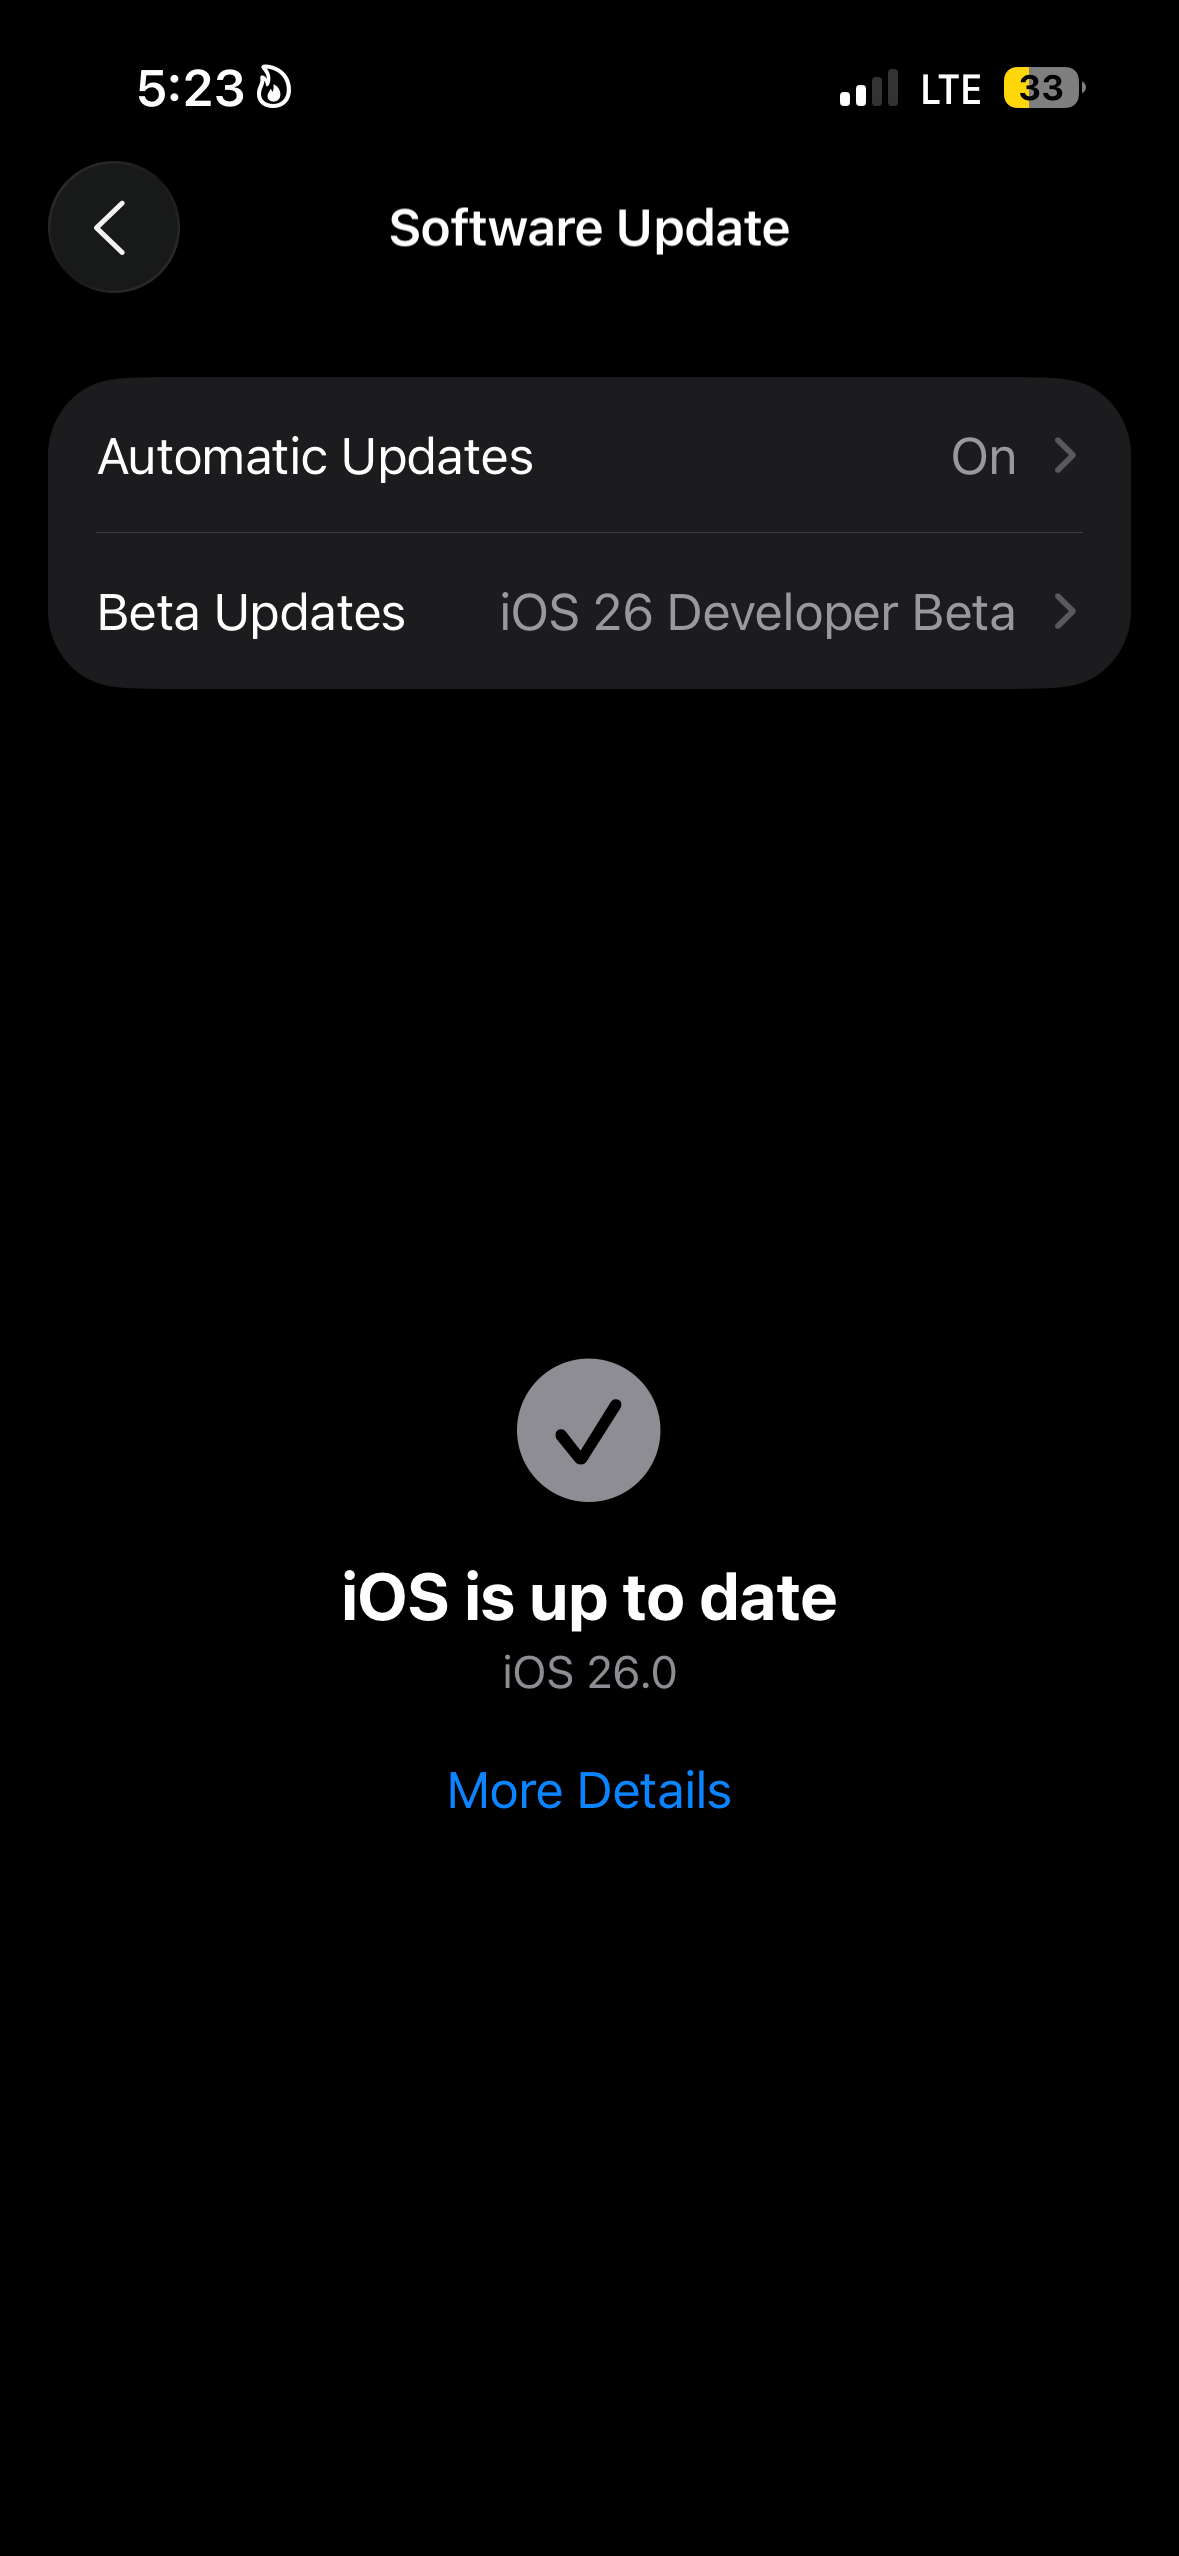 5:23 LTE 33
Software Update
Automatic Updates On
Beta Updates iOS 26 Developer Beta
iOS is up to date
iOS 26.0
More Details